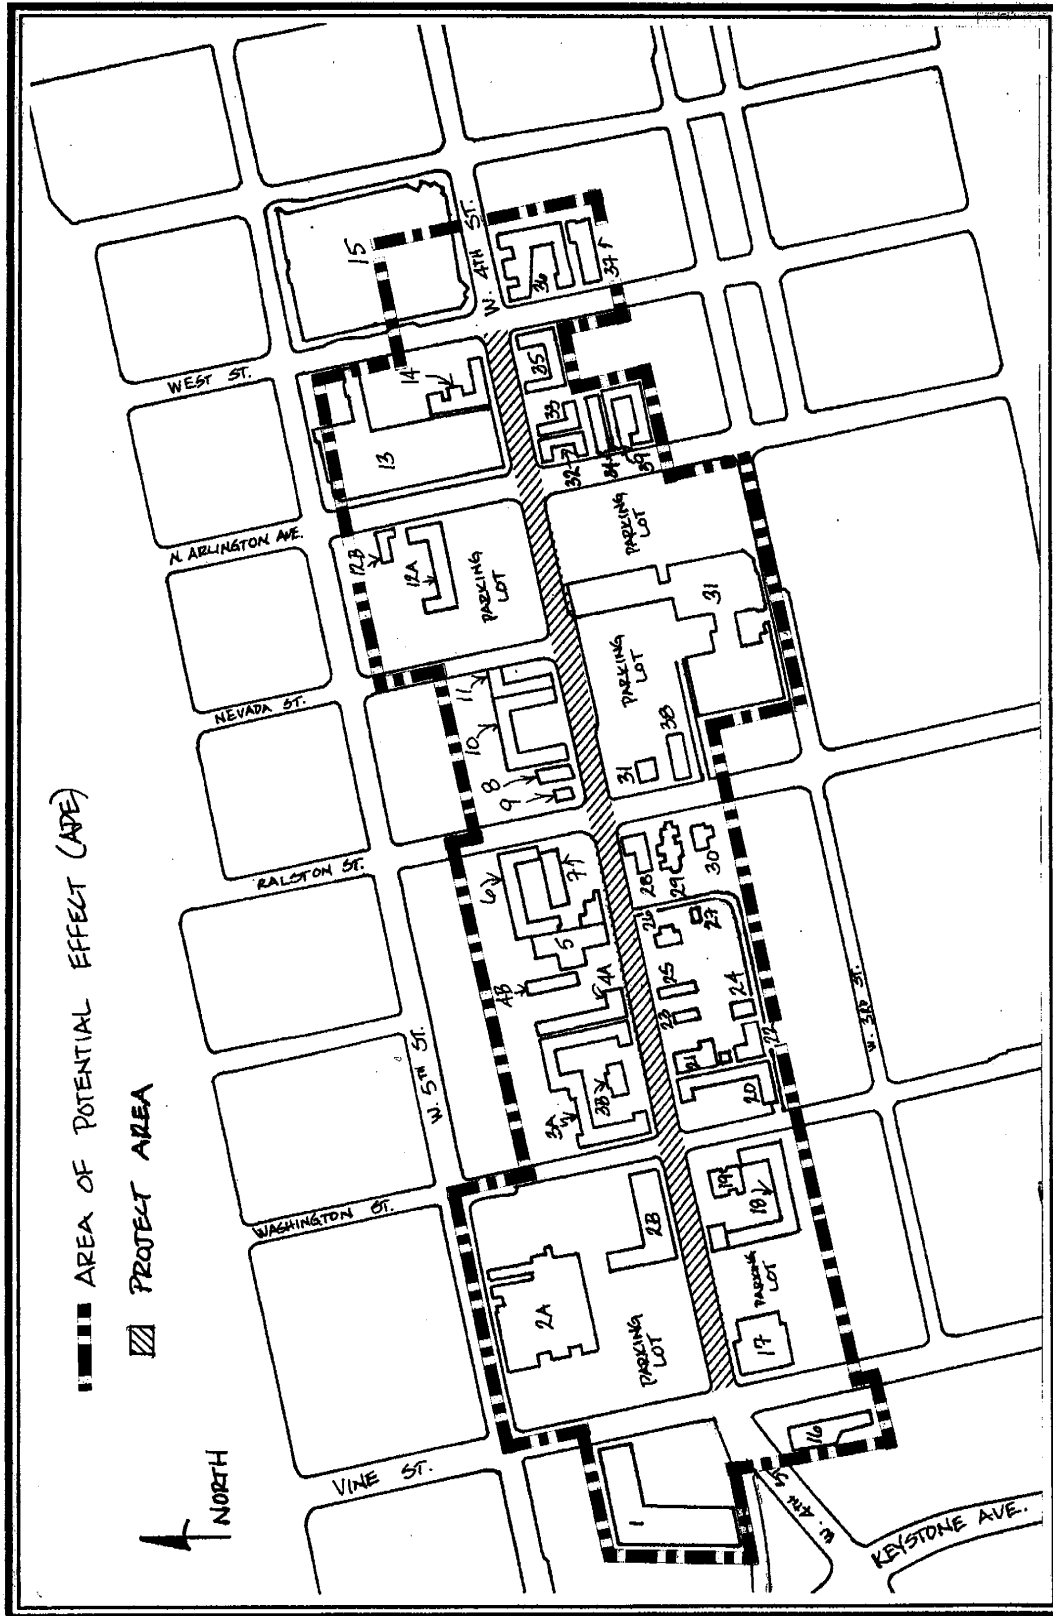 AREA OF POTENTIAL EFFECT (APE)
PROJECT AREA
NORTH
VINE ST.
WASHINGTON ST.
W. 5TH ST.
RALSTON ST.
NEVADA ST.
N. ARLINGTON AVE.
WEST ST.
W. 4TH ST.
W. 3RD ST.
W. 4TH ST.
KEYSTONE AVE.
1
2A
2B
PARKING
LOT
3A
3B
4A
4B
5
6
7
8
9
10
11
12A
12B
PARKING
LOT
13
14
15
16
17
PARKING
LOT
18
19
20
21
22
23
24
25
26
27
28
29
30
31
38
PARKING
LOT
31
PARKING
LOT
32
33
34
39
35
36
37